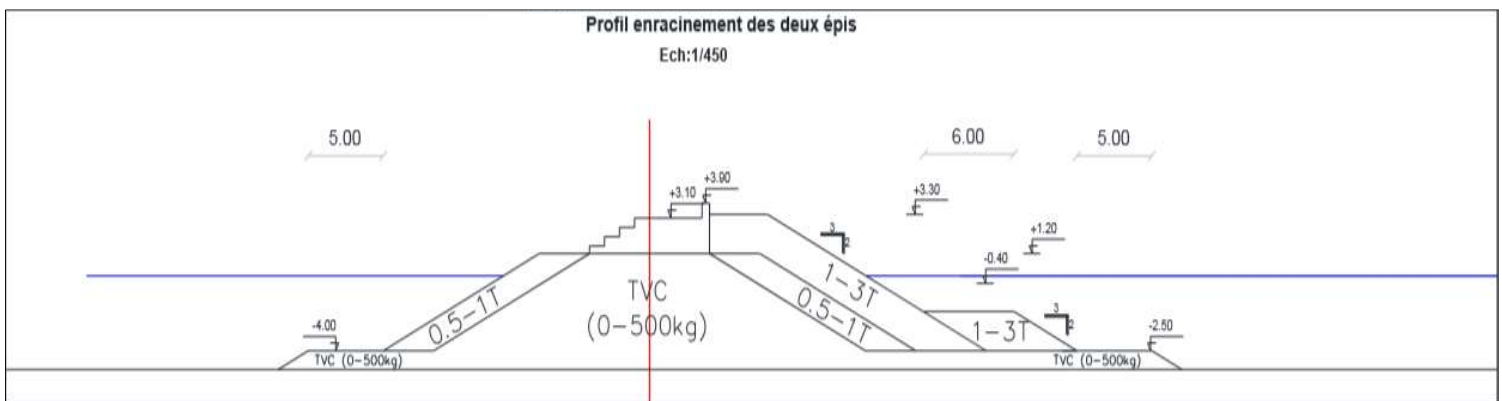 Profil enracinement des deux épis
Ech:1/450
5.00
6.00
5.00
+3.90
+3.10
+3.30
3
2
+1.20
-0.40
1-3T
0.5-1T
TVC
(0-500kg)
0.5-1T
1-3T
3
2
-4.00
-2.50
TVC (0-500kg)
TVC (0-500kg)